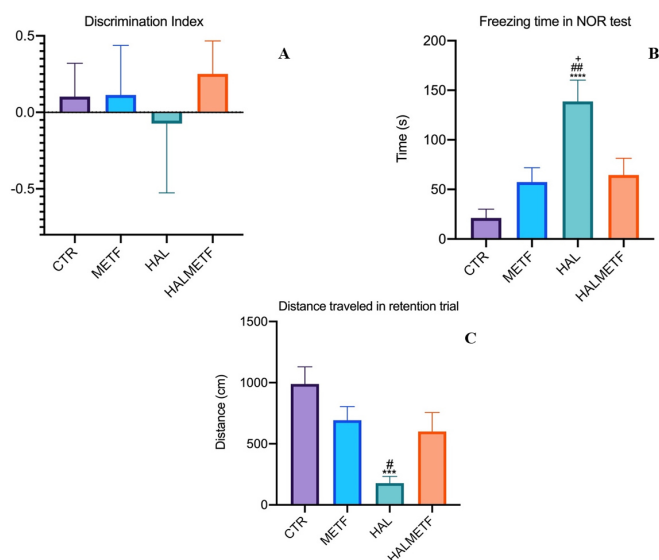 Discrimination Index
A
0.5
0.0
-0.5
CTR
METF
HAL
HALMETF
Freezing time in NOR test
B
Time (s)
200
150
100
50
0
+
##
****
CTR
METF
HAL
HALMETF
Distance traveled in retention trial
C
Distance (cm)
1500
1000
500
0
#
***
CTR
METF
HAL
HALMETF